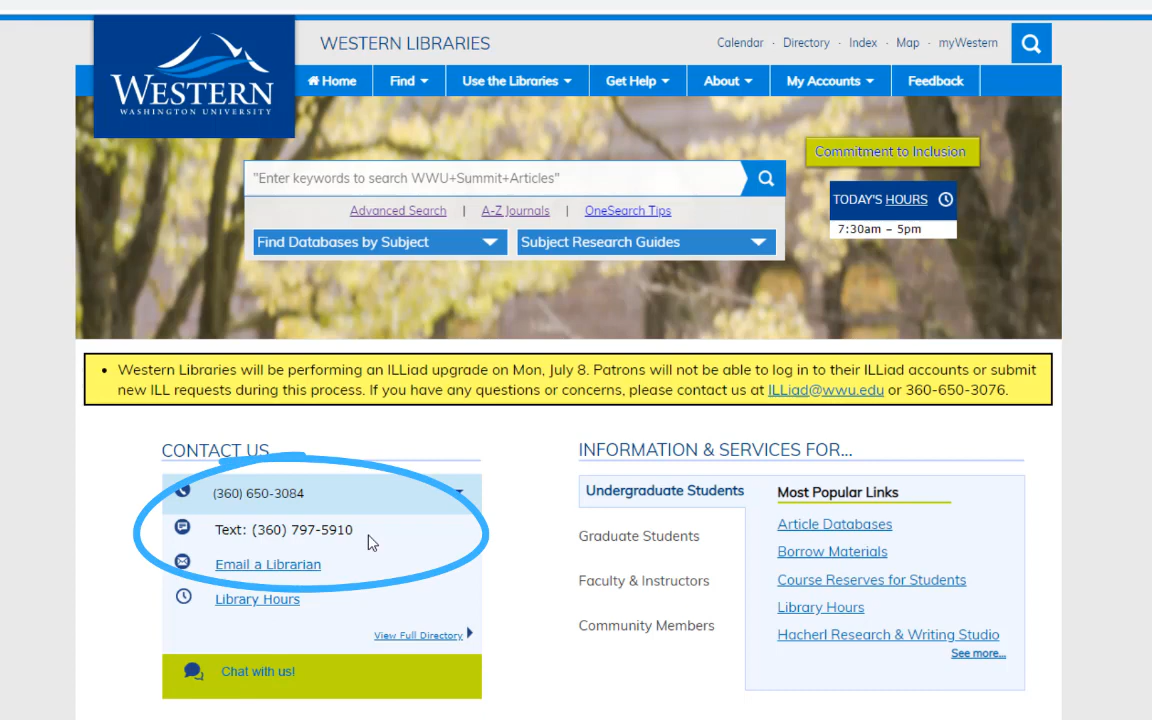 WESTERN
WASHINGTON UNIVERSITY
WESTERN LIBRARIES
Calendar · Directory · Index · Map · myWestern
Home Find Use the Libraries Get Help About My Accounts Feedback
Commitment to Inclusion
"Enter keywords to search WWU+Summit+Articles"
Advanced Search | A-Z Journals | OneSearch Tips
TODAY'S HOURS
7:30am – 5pm
Find Databases by Subject Subject Research Guides
• Western Libraries will be performing an ILLiad upgrade on Mon, July 8. Patrons will not be able to log in to their ILLiad accounts or submit
new ILL requests during this process. If you have any questions or concerns, please contact us at ILLiad@wwu.edu or 360-650-3076.
CONTACT US
(360) 650-3084
Text: (360) 797-5910
Email a Librarian
Library Hours
View Full Directory
Chat with us!
INFORMATION & SERVICES FOR...
Undergraduate Students
Graduate Students
Faculty & Instructors
Community Members
Most Popular Links
Article Databases
Borrow Materials
Course Reserves for Students
Library Hours
Hacherl Research & Writing Studio
See more...